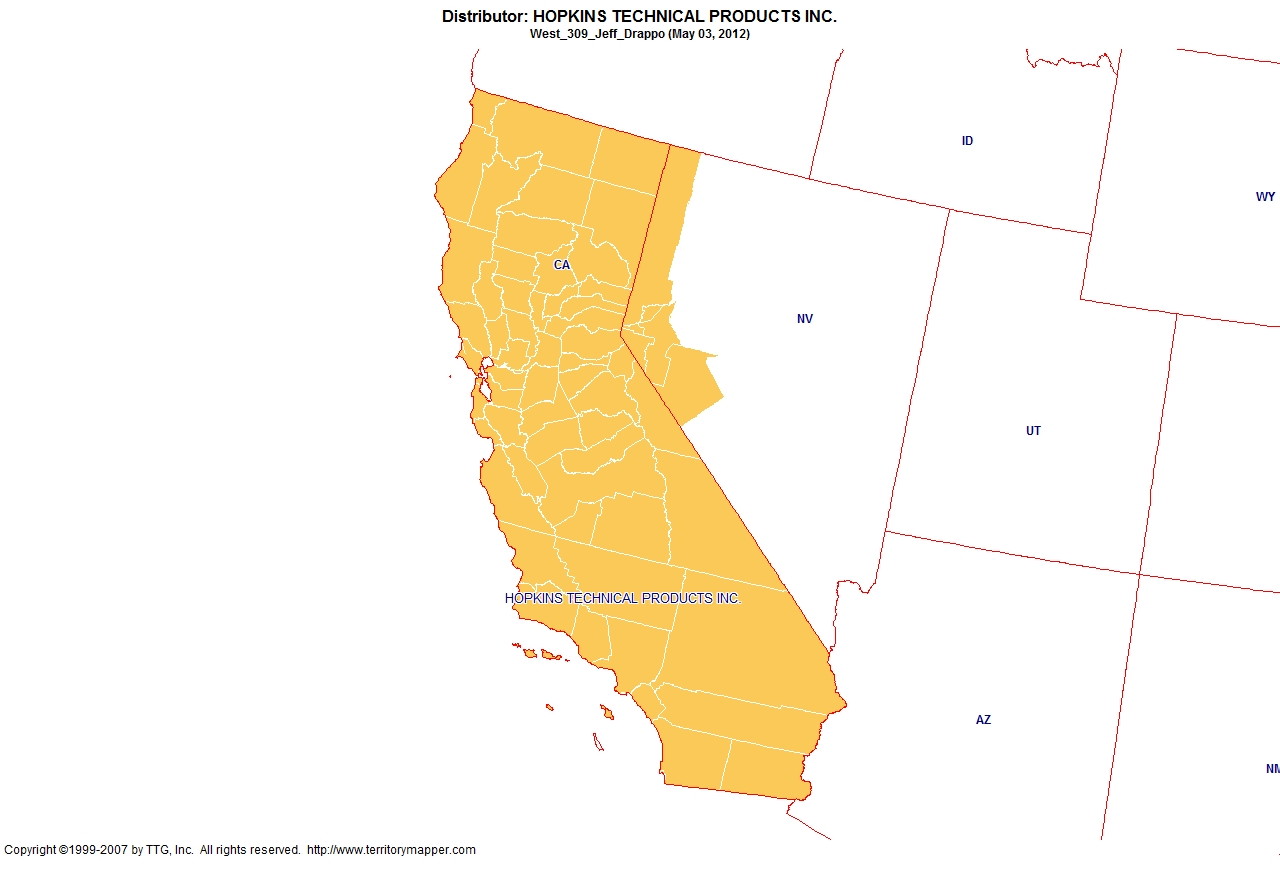 Distributor: HOPKINS TECHNICAL PRODUCTS INC.
West_309_Jeff_Drappo (May 03, 2012)
ID
WY
CA
NV
UT
HOPKINS TECHNICAL PRODUCTS INC.
AZ
NM
Copyright ©1999-2007 by TTG, Inc. All rights reserved. http://www.territorymapper.com